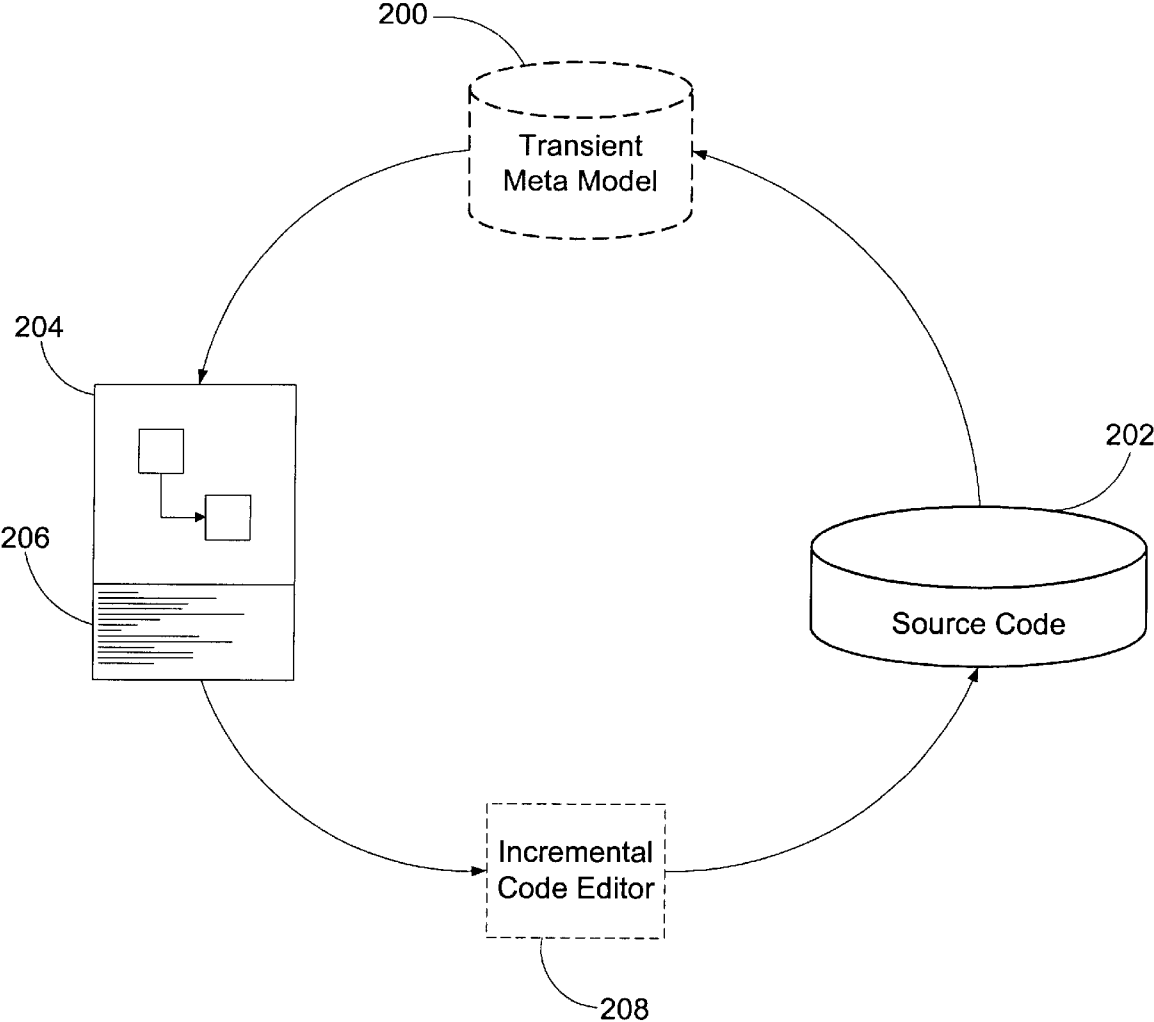 200
Transient
Meta Model
204
202
206
Source Code
Incremental
Code Editor
208